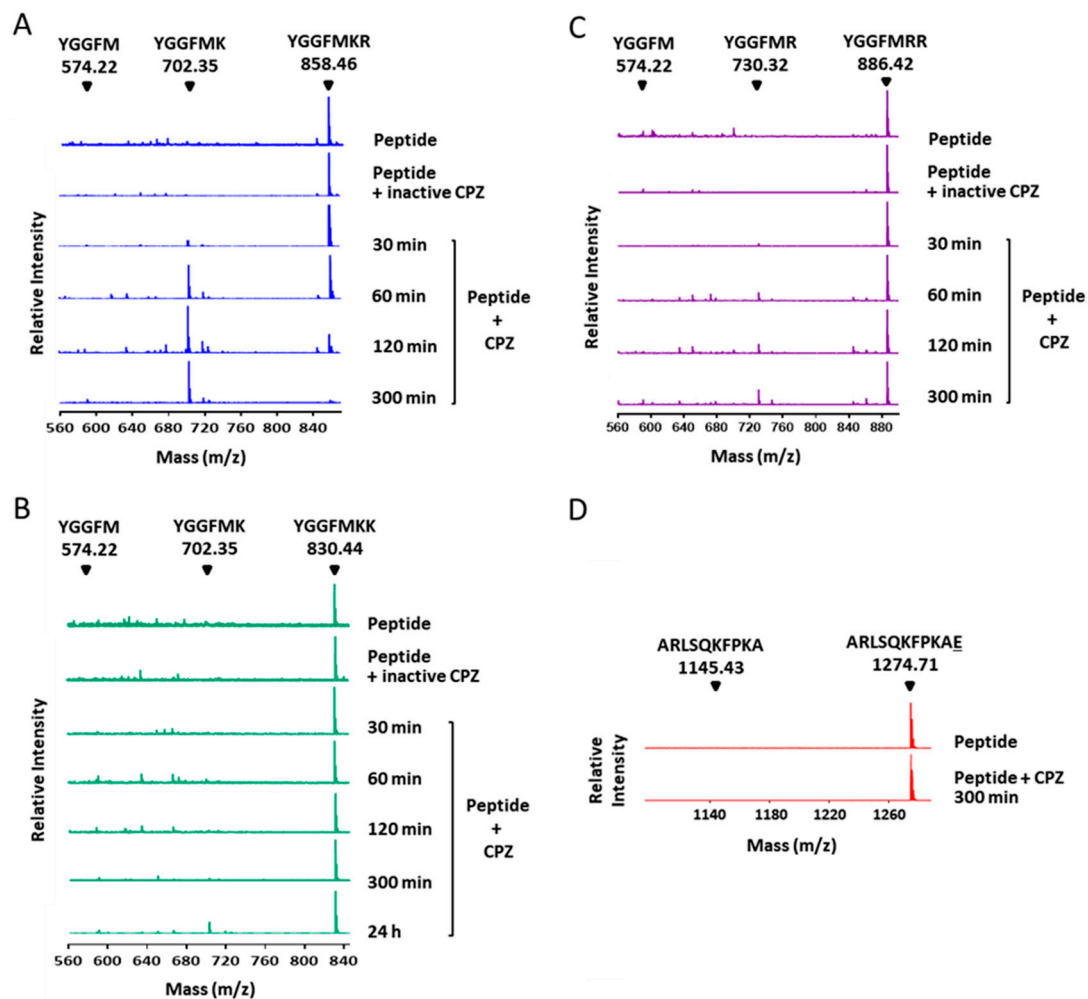 A
YGGFM YGGFMK YGGFMKR
574.22 702.35 858.46
Relative Intensity
Peptide
Peptide
+ inactive CPZ
30 min
60 min
120 min
300 min
Peptide
+
CPZ
560 600 640 680 720 760 800 840
Mass (m/z)
B
YGGFM YGGFMK YGGFMKK
574.22 702.35 830.44
Relative Intensity
Peptide
Peptide
+ inactive CPZ
30 min
60 min
120 min
300 min
24 h
Peptide
+
CPZ
560 600 640 680 720 760 800 840
Mass (m/z)
C
YGGFM YGGFMR YGGFMRR
574.22 730.32 886.42
Relative Intensity
Peptide
Peptide
+ inactive CPZ
30 min
60 min
120 min
300 min
Peptide
+
CPZ
560 600 640 680 720 760 800 840 880
Mass (m/z)
D
ARLSQKFPKA ARLSQKFPKAE
1145.43 1274.71
Relative
Intensity
Peptide
Peptide + CPZ
300 min
1140 1180 1220 1260
Mass (m/z)